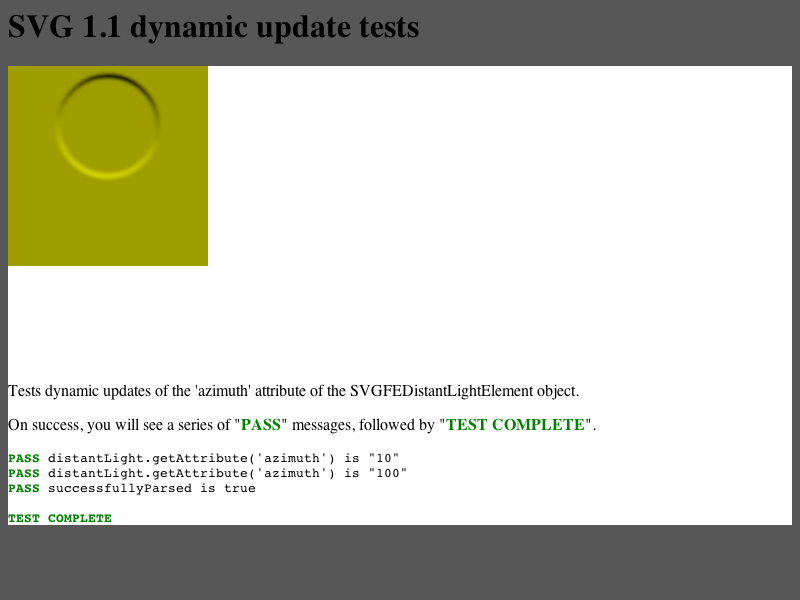 SVG 1.1 dynamic update tests
Tests dynamic updates of the 'azimuth' attribute of the SVGFEDistantLightElement object.
On success, you will see a series of "PASS" messages, followed by "TEST COMPLETE".
PASS distantLight.getAttribute('azimuth') is "10"
PASS distantLight.getAttribute('azimuth') is "100"
PASS successfullyParsed is true
TEST COMPLETE